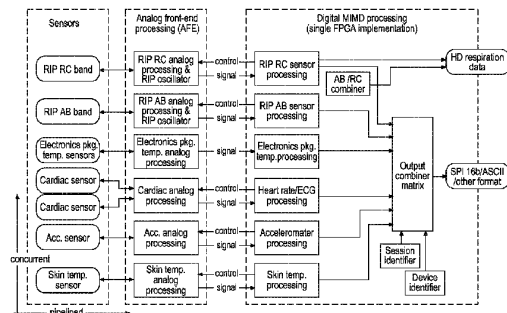 Sensors
Analog front-end
processing (AFE)
Digital MIMD processing
(single FPGA implementation)
RIP RC band
RIP RC analog
processing &
RIP oscillator
control
signal
RIP RC sensor
processing
AB /RC
combiner
HD respiration
data
RIP AB band
RIP AB analog
processing &
RIP oscillator
control
signal
RIP AB sensor
processing
Electronics pkg.
temp. sensors
Electronics pkg.
temp. analog
processing
signal
Electronics pkg.
temp.processing
Output
combiner
matrix
SPI 16b/ASCII
/other format
Cardiac sensor
Cardiac sensor
Cardiac analog
processing
control
signal
Heart rate/ECG
processing
Acc. sensor
Acc. analog
processing
control
signal
Acceleromater
processing
Session
identifier
Device
identifier
concurrent
Skin temp.
sensor
Skin temp.
analog
processing
control
signal
Skin temp.
processing
pipelined